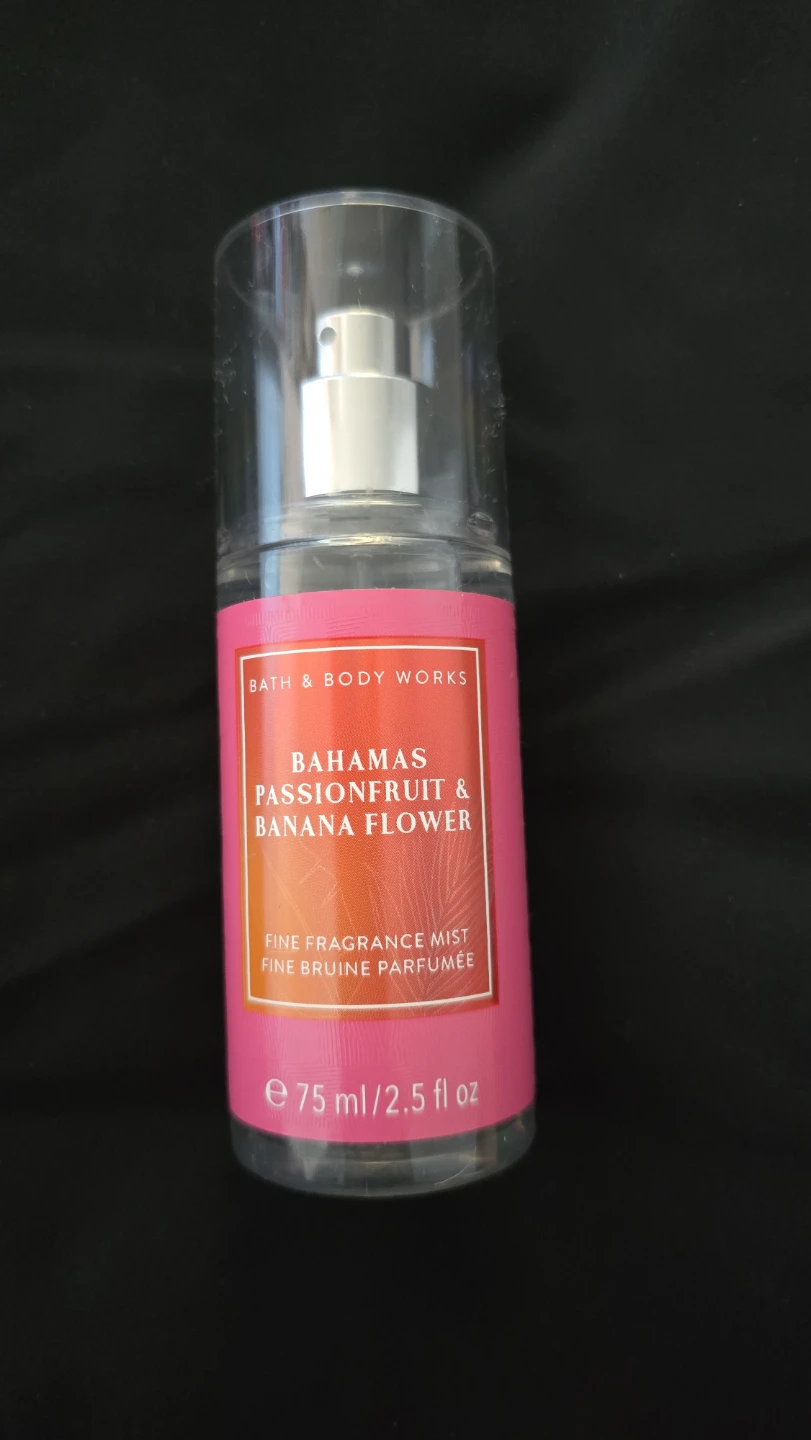 BATH & BODY WORKS
BAHAMAS
PASSIONFRUIT &
BANANA FLOWER
FINE FRAGRANCE MIST
FINE BRUINE PARFUMÉE
℮ 75 ml/2.5 fl oz